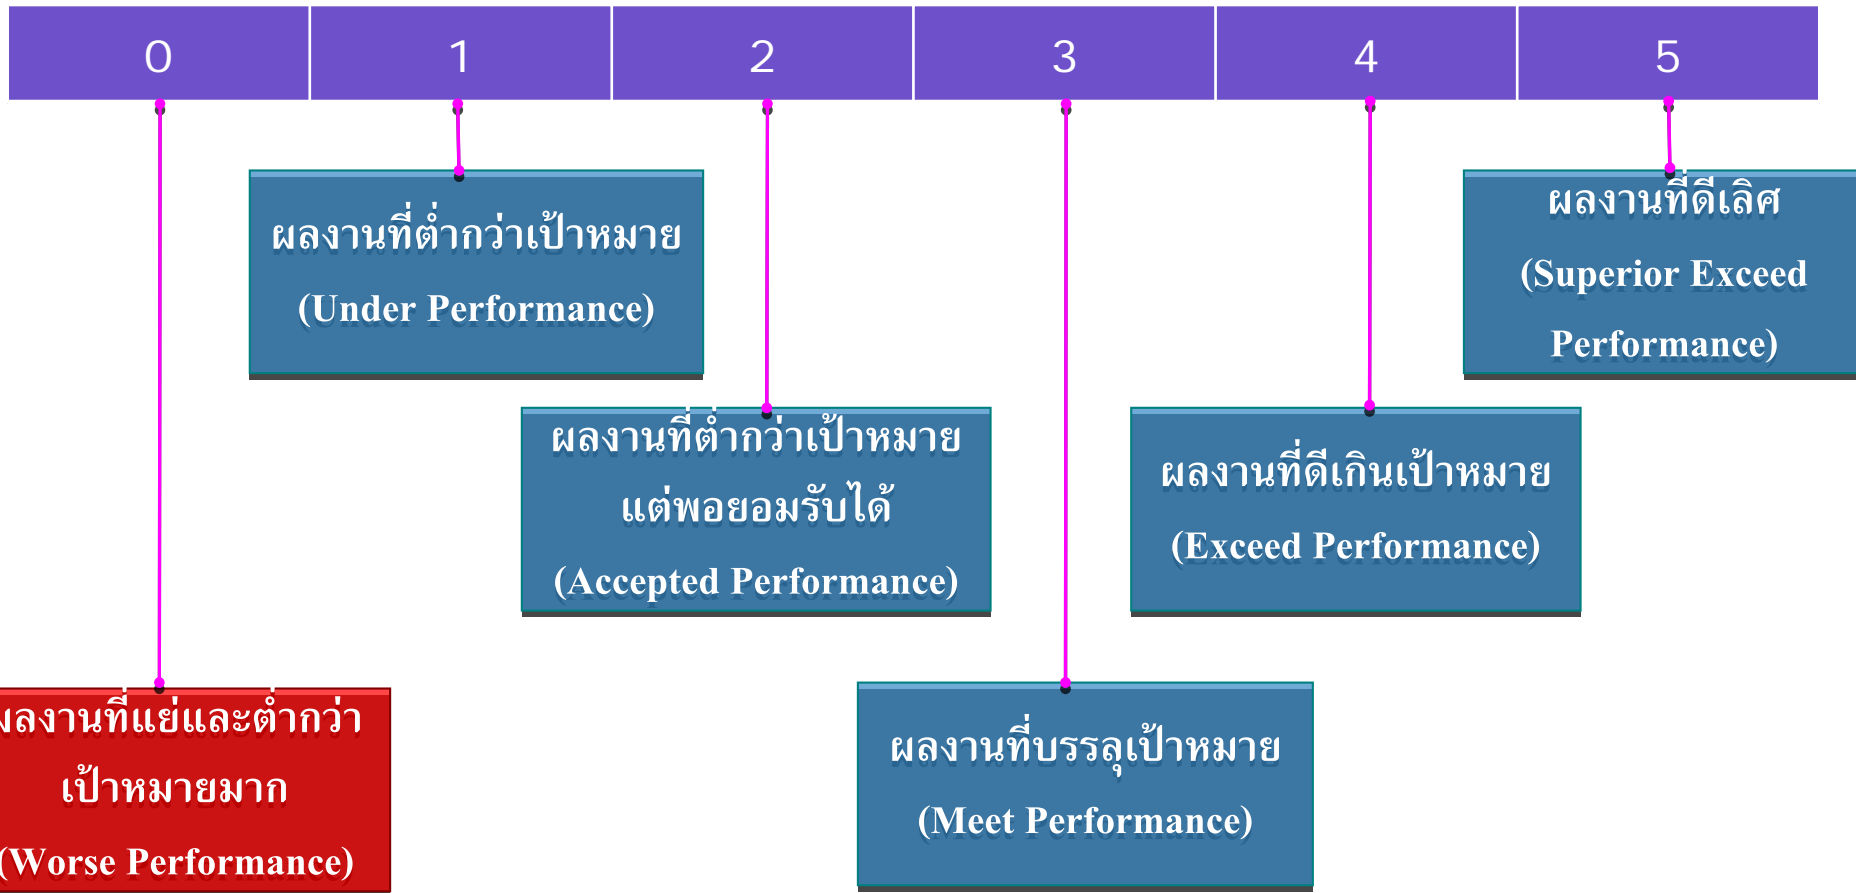 0
1
2
3
4
5
ผลงานที่ต่ำกว่าเป้าหมาย
(Under Performance)
ผลงานที่ดีเลิศ
(Superior Exceed
Performance)
ผลงานที่ต่ำกว่าเป้าหมาย
แต่พอยอมรับได้
(Accepted Performance)
ผลงานที่ดีเกินเป้าหมาย
(Exceed Performance)
ผลงานที่แย่และต่ำกว่า
เป้าหมายมาก
(Worse Performance)
ผลงานที่บรรลุเป้าหมาย
(Meet Performance)